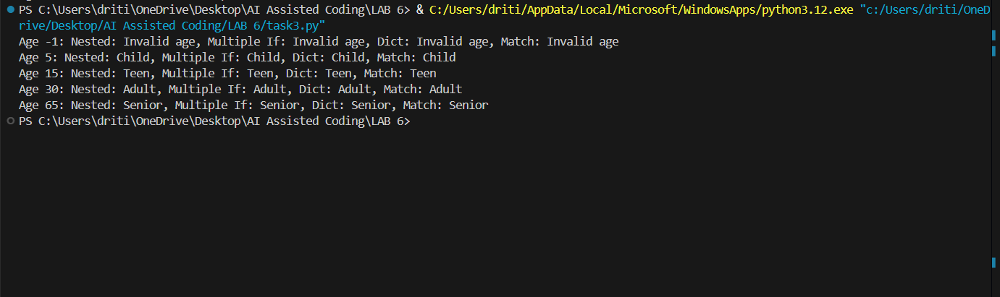 PS C:\Users\driti\OneDrive\Desktop\AI Assisted Coding\LAB 6> & C:/Users/driti/AppData/Local/Microsoft/WindowsApps/python3.12.exe "c:/Users/driti/OneD
rive/Desktop/AI Assisted Coding/LAB 6/task3.py"
Age -1: Nested: Invalid age, Multiple If: Invalid age, Dict: Invalid age, Match: Invalid age
Age 5: Nested: Child, Multiple If: Child, Dict: Child, Match: Child
Age 15: Nested: Teen, Multiple If: Teen, Dict: Teen, Match: Teen
Age 30: Nested: Adult, Multiple If: Adult, Dict: Adult, Match: Adult
Age 65: Nested: Senior, Multiple If: Senior, Dict: Senior, Match: Senior
PS C:\Users\driti\OneDrive\Desktop\AI Assisted Coding\LAB 6>